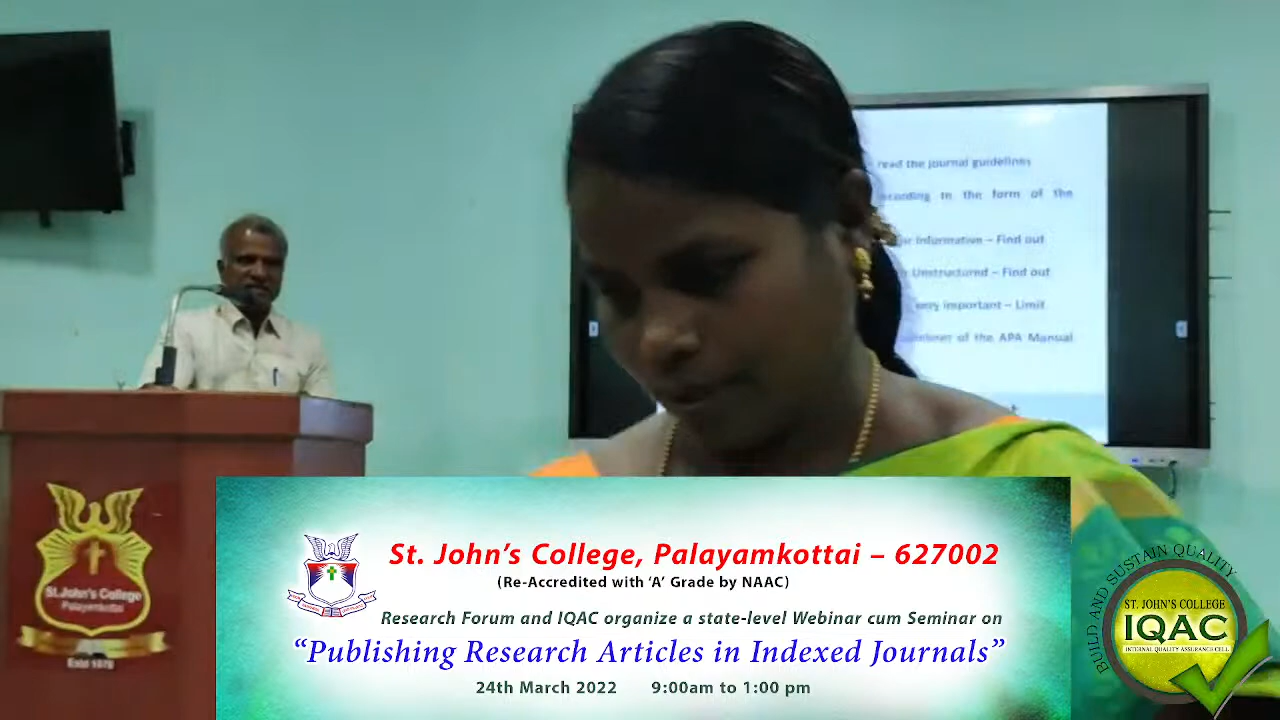 read the journal guidelines
according to the form of the
or Informative – Find out
Unstructured – Find out
very important – Limit
of the APA Manual
St. John's College
Palayamkottai
Estd 1878
St. John's College, Palayamkottai – 627002
(Re-Accredited with 'A' Grade by NAAC)
Research Forum and IQAC organize a state-level Webinar cum Seminar on
“Publishing Research Articles in Indexed Journals”
24th March 2022 9:00am to 1:00 pm
BUILD AND SUSTAIN QUALITY
ST. JOHN'S COLLEGE
IQAC
INTERNAL QUALITY ASSURANCE CELL